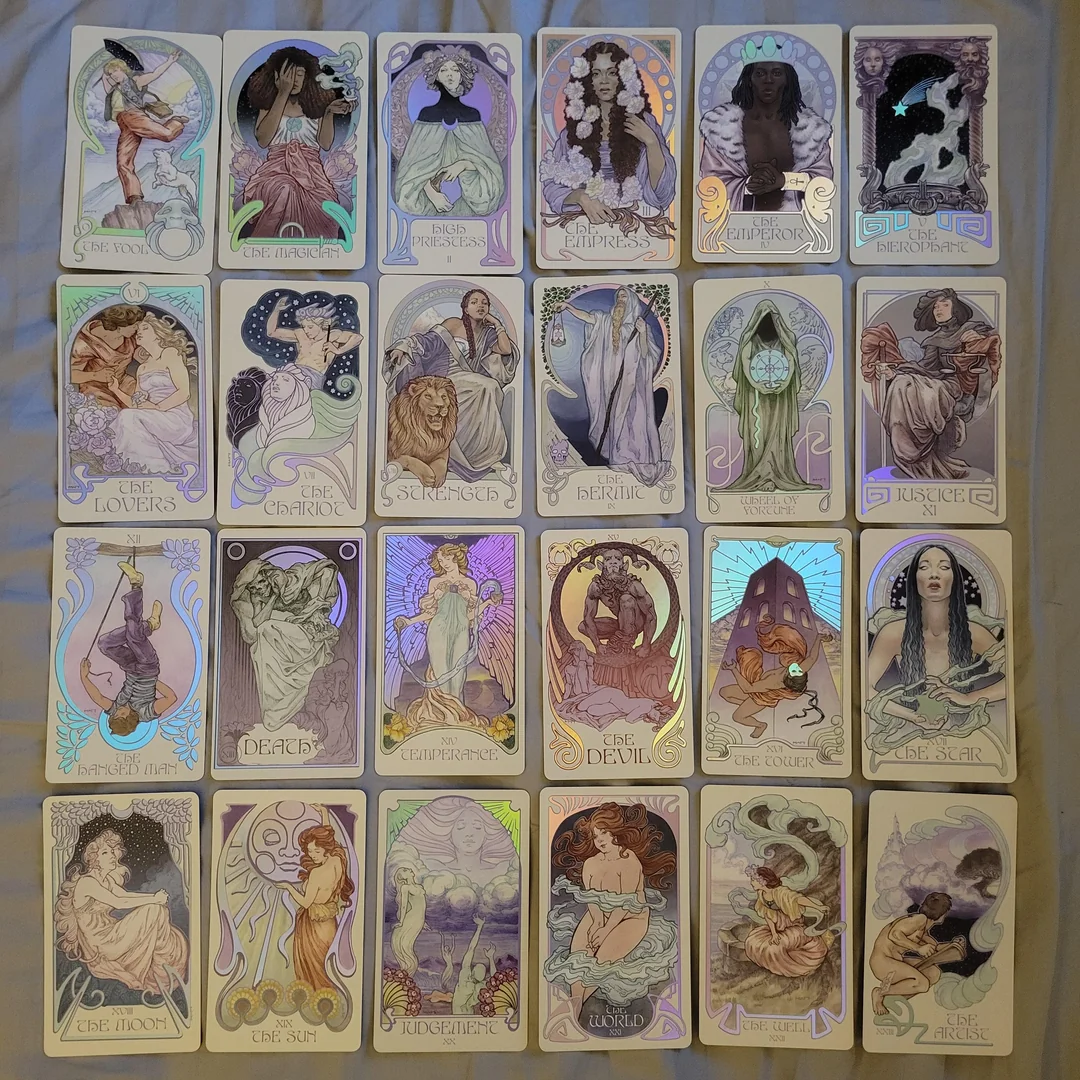 THE FOOL
THE MAGICIAN
HIGH
PRIESTESS
II
THE
EMPRESS
III
THE
EMPEROR
IV
V
THE
HIEROPHANT
VI
THE
LOVERS
VII
THE
CHARIOT
STRENGTH
THE
HERMIT
IX
X
WHEEL OF
FORTUNE
JUSTICE
XI
XII
THE
HANGED MAN
DEATH
XIV
TEMPERANCE
XV
THE
DEVIL
XVI
THE TOWER
XVII
THE STAR
XVIII
THE MOON
XIX
THE SUN
JUDGEMENT
XX
THE
WORLD
XXI
THE WELL
XXII
XXIII
THE
ARTIST